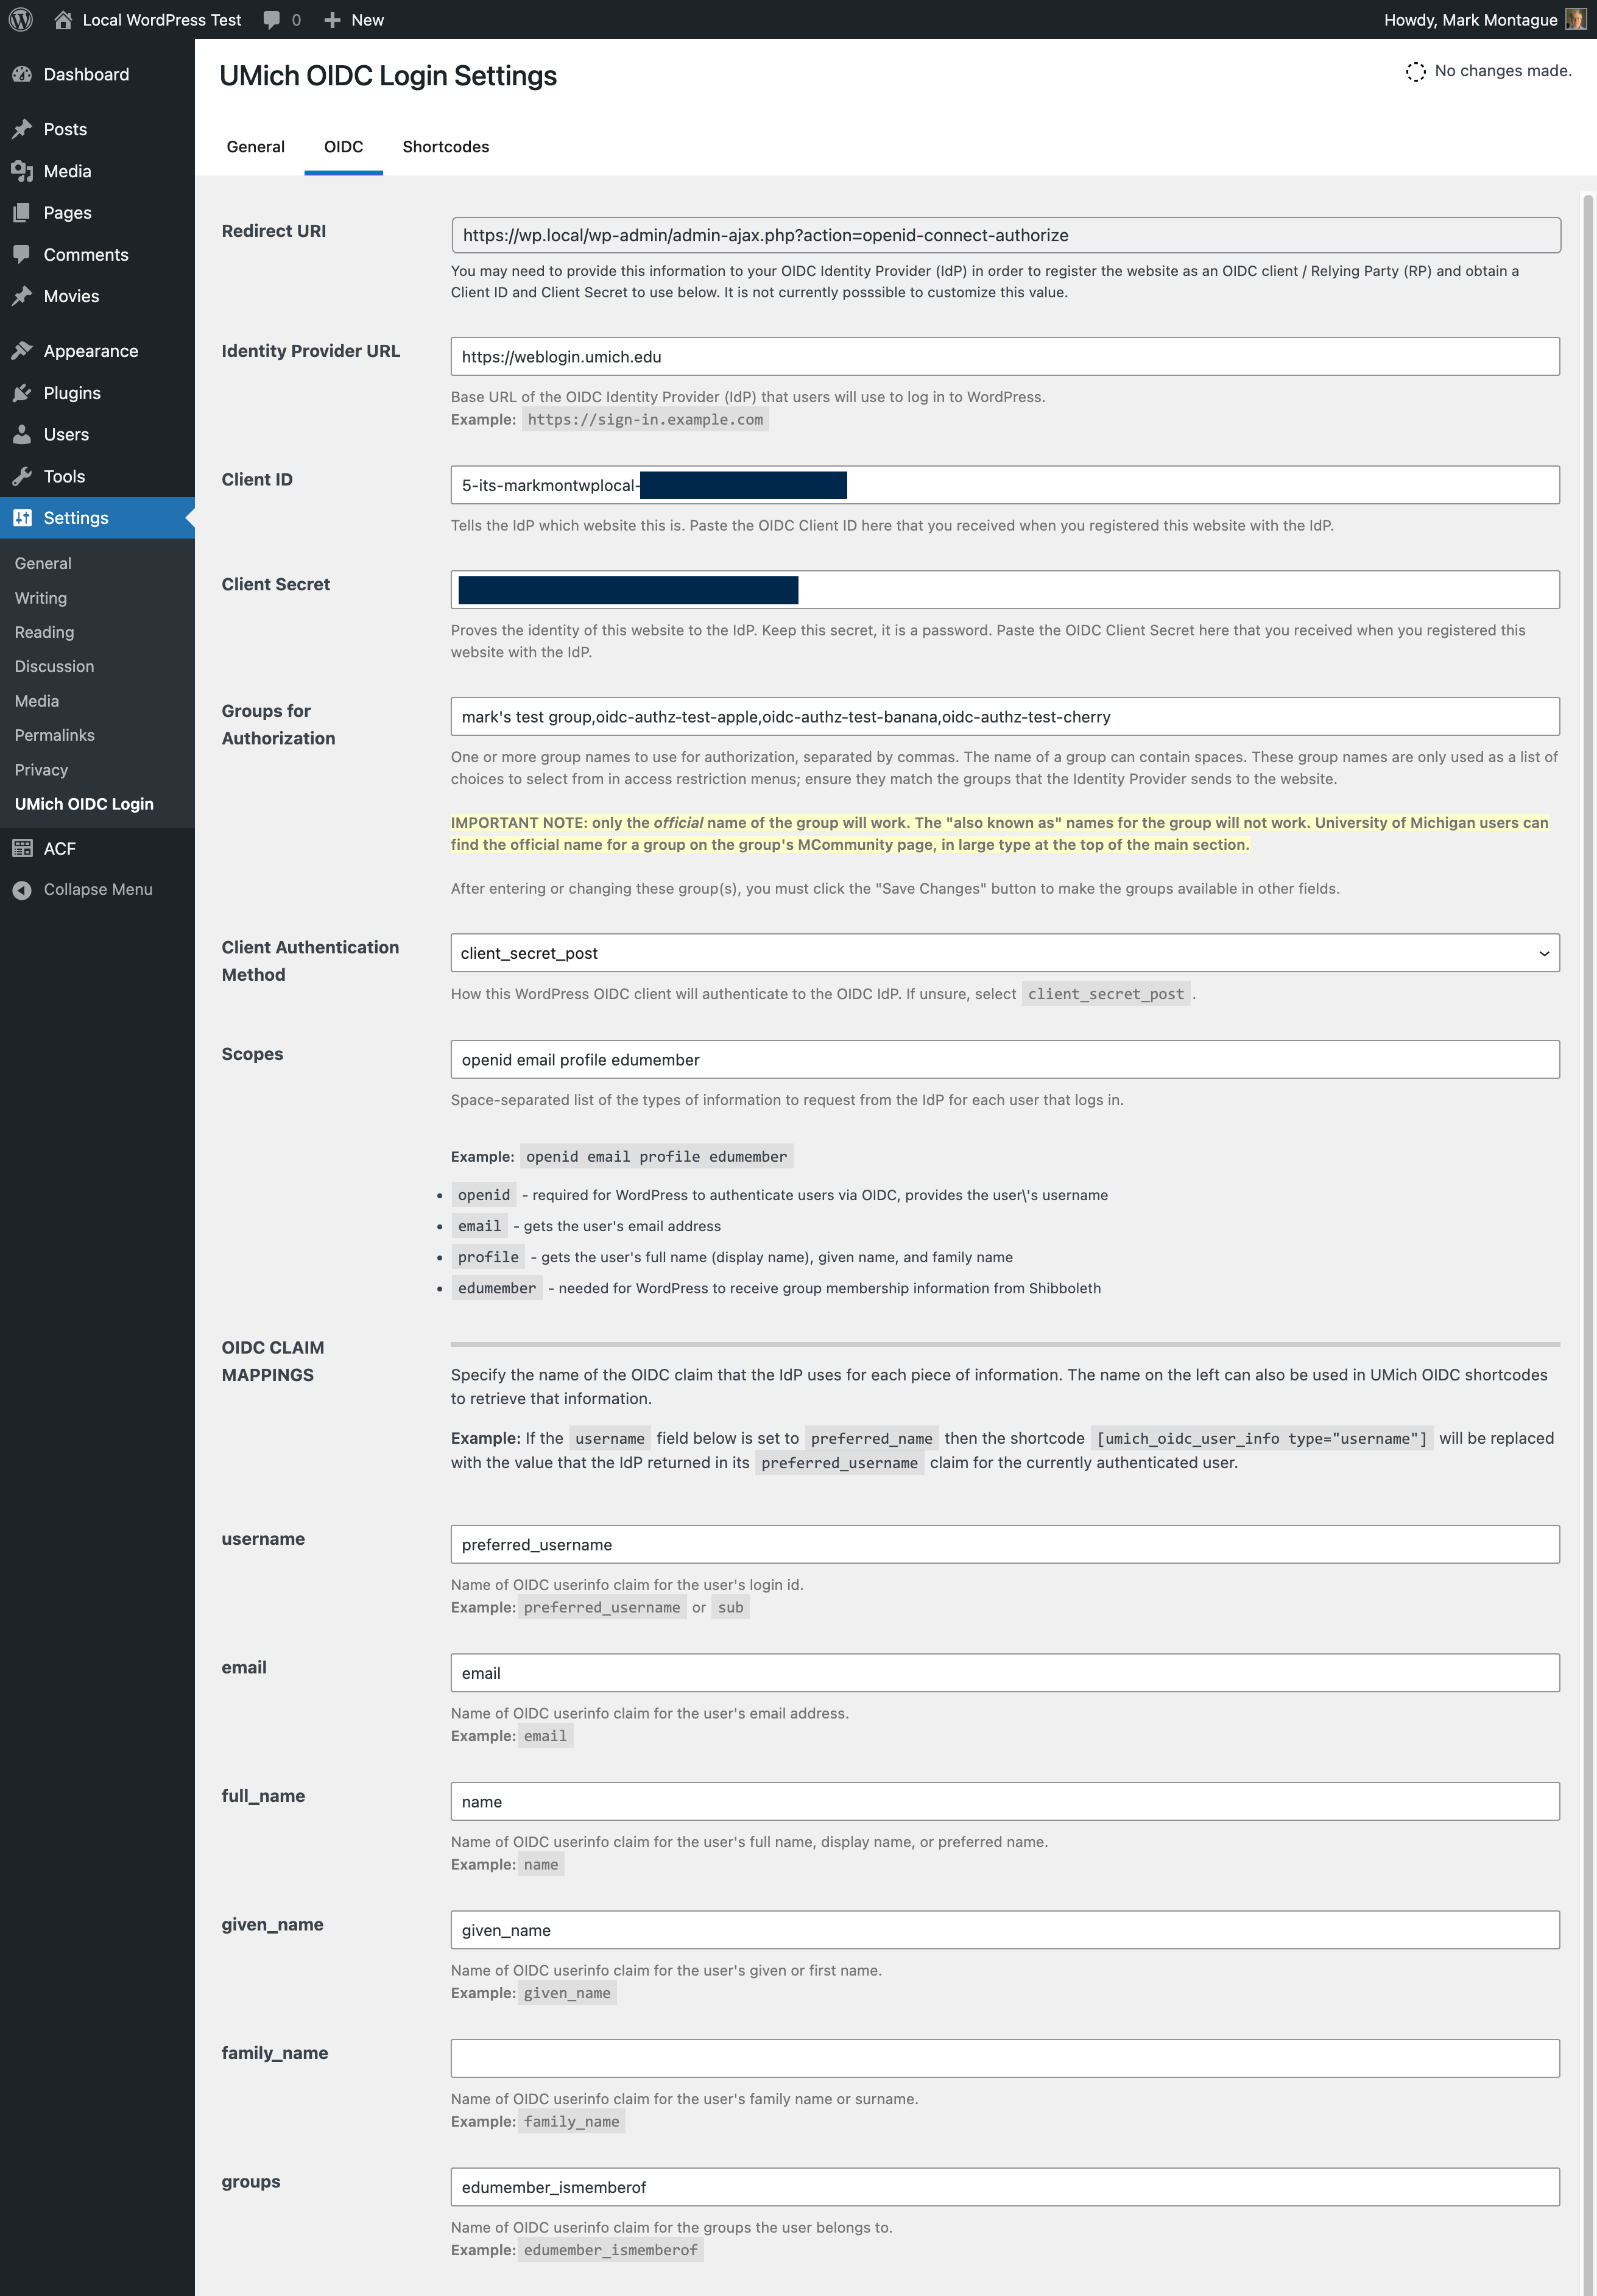 Local WordPress Test 0 New Howdy, Mark Montague
Dashboard
Posts
Media
Pages
Comments
Movies
Appearance
Plugins
Users
Tools
Settings
General
Writing
Reading
Discussion
Media
Permalinks
Privacy
UMich OIDC Login
ACF
Collapse Menu
UMich OIDC Login Settings
No changes made.
General OIDC Shortcodes
Redirect URI
https://wp.local/wp-admin/admin-ajax.php?action=openid-connect-authorize
You may need to provide this information to your OIDC Identity Provider (IdP) in order to register the website as an OIDC client / Relying Party (RP) and obtain a
Client ID and Client Secret to use below. It is not currently posssible to customize this value.
Identity Provider URL
https://weblogin.umich.edu
Base URL of the OIDC Identity Provider (IdP) that users will use to log in to WordPress.
Example: https://sign-in.example.com
Client ID
5-its-markmontwplocal-
Tells the IdP which website this is. Paste the OIDC Client ID here that you received when you registered this website with the IdP.
Client Secret
Proves the identity of this website to the IdP. Keep this secret, it is a password. Paste the OIDC Client Secret here that you received when you registered this
website with the IdP.
Groups for
Authorization
mark's test group,oidc-authz-test-apple,oidc-authz-test-banana,oidc-authz-test-cherry
One or more group names to use for authorization, separated by commas. The name of a group can contain spaces. These group names are only used as a list of
choices to select from in access restriction menus; ensure they match the groups that the Identity Provider sends to the website.
IMPORTANT NOTE: only the official name of the group will work. The "also known as" names for the group will not work. University of Michigan users can
find the official name for a group on the group's MCommunity page, in large type at the top of the main section.
After entering or changing these group(s), you must click the "Save Changes" button to make the groups available in other fields.
Client Authentication
Method
client_secret_post
How this WordPress OIDC client will authenticate to the OIDC IdP. If unsure, select client_secret_post .
Scopes
openid email profile edumember
Space-separated list of the types of information to request from the IdP for each user that logs in.
Example: openid email profile edumember
• openid - required for WordPress to authenticate users via OIDC, provides the user\'s username
• email - gets the user's email address
• profile - gets the user's full name (display name), given name, and family name
• edumember - needed for WordPress to receive group membership information from Shibboleth
OIDC CLAIM
MAPPINGS
Specify the name of the OIDC claim that the IdP uses for each piece of information. The name on the left can also be used in UMich OIDC shortcodes
to retrieve that information.
Example: If the username field below is set to preferred_name then the shortcode [umich_oidc_user_info type="username"] will be replaced
with the value that the IdP returned in its preferred_username claim for the currently authenticated user.
username
preferred_username
Name of OIDC userinfo claim for the user's login id.
Example: preferred_username or sub
email
email
Name of OIDC userinfo claim for the user's email address.
Example: email
full_name
name
Name of OIDC userinfo claim for the user's full name, display name, or preferred name.
Example: name
given_name
given_name
Name of OIDC userinfo claim for the user's given or first name.
Example: given_name
family_name
Name of OIDC userinfo claim for the user's family name or surname.
Example: family_name
groups
edumember_ismemberof
Name of OIDC userinfo claim for the groups the user belongs to.
Example: edumember_ismemberof